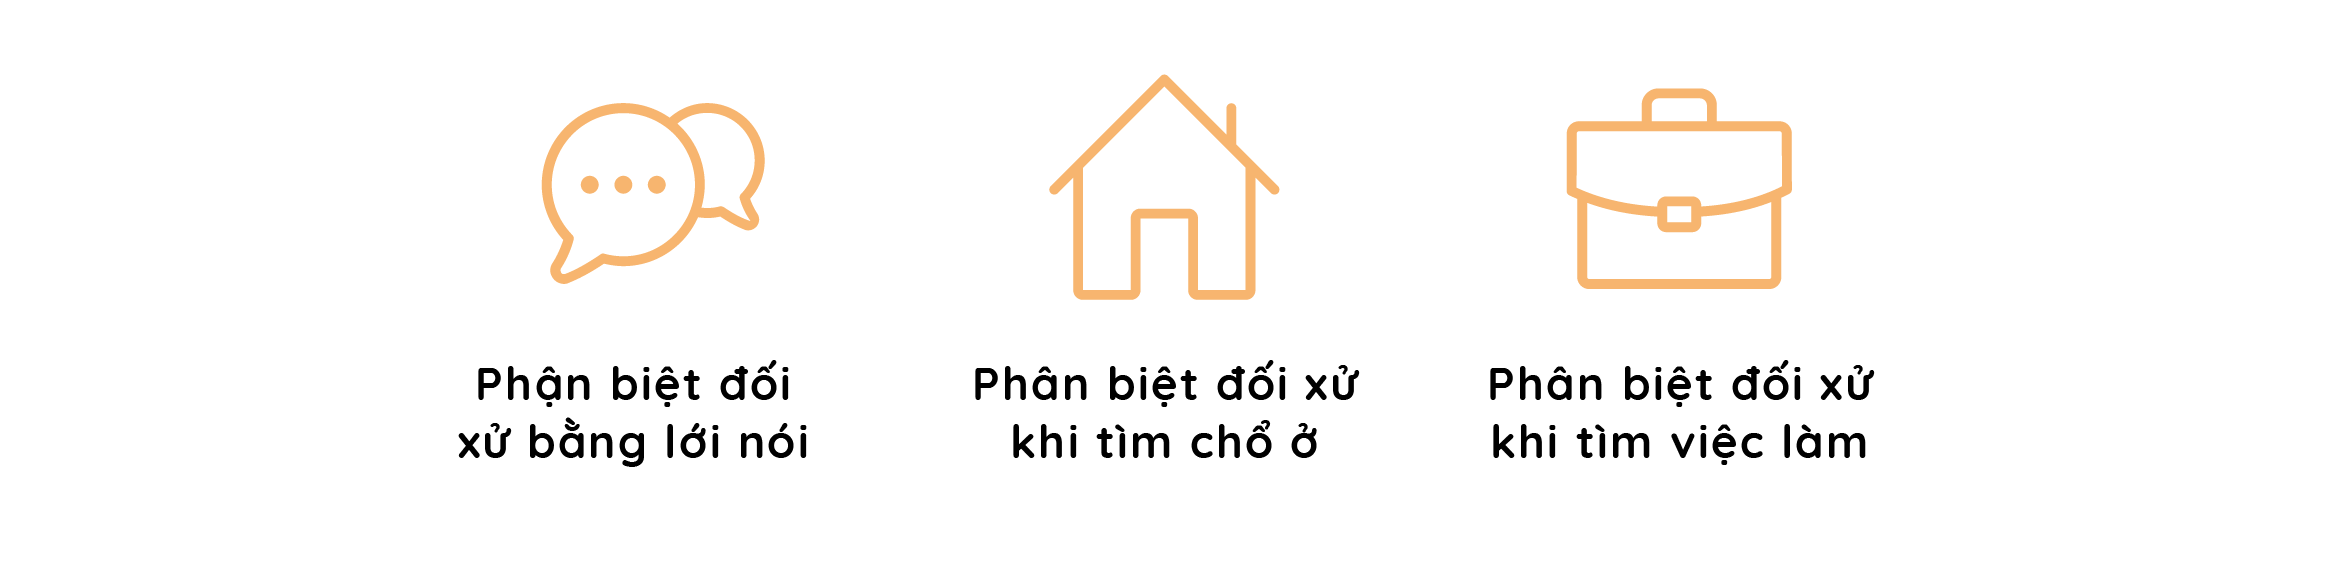 Phận biệt đối
xử bằng lới nói
Phân biệt đối xử
khi tìm chổ ở
Phân biệt đối xử
khi tìm việc làm